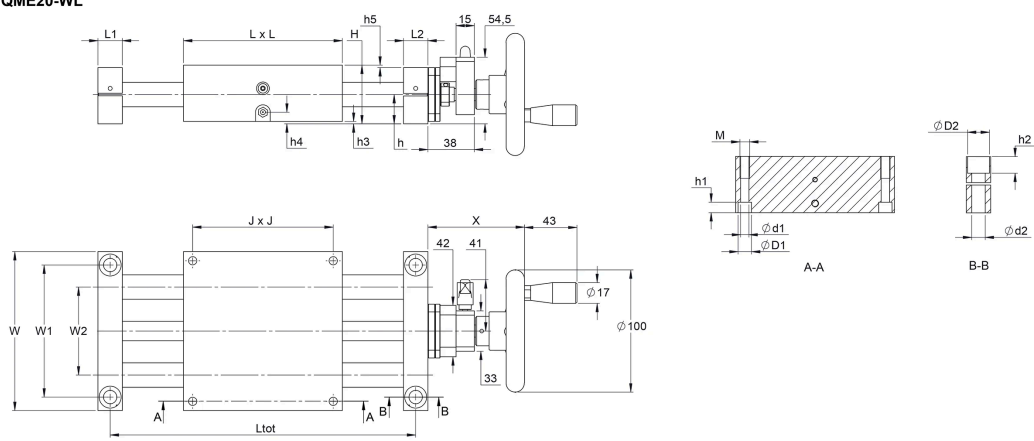 QME20-WL
h5
15
54,5
L1
L x L
H
L2
h4
h3
h
38
M
Ø D2
h2
h1
Ø d1
Ø D1
Ø d2
A-A
B-B
J x J
X
43
42
41
Ø 17
W
W1
W2
Ø 100
33
A
A
B
B
Ltot